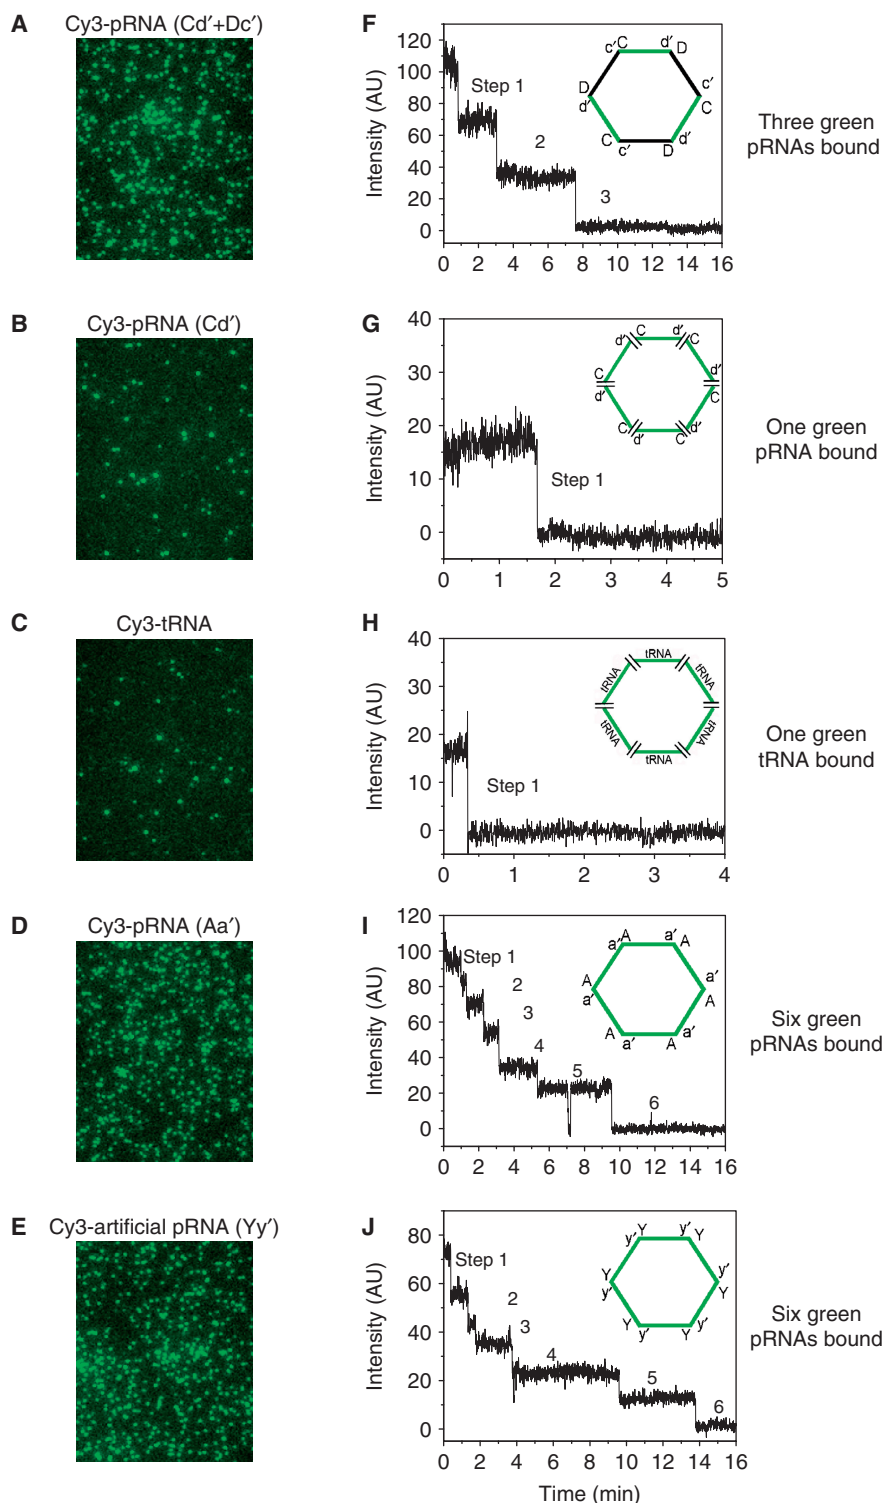 A Cy3-pRNA (Cd′+Dc′)
F
Intensity (AU)
120
100
80
60
40
20
0
Step 1
2
3
c′ C d′ D
D c′
d′ C
C c′ D d′
0 2 4 6 8 10 12 14 16
Three green
pRNAs bound
B Cy3-pRNA (Cd′)
G
Intensity (AU)
40
30
20
10
0
Step 1
d′ C d′ C
C d′
d′ C
C d′ C d′
0 1 2 3 4 5
One green
pRNA bound
C Cy3-tRNA
H
Intensity (AU)
40
30
20
10
0
Step 1
tRNA
tRNA tRNA
tRNA tRNA
tRNA
0 1 2 3 4
One green
tRNA bound
D Cy3-pRNA (Aa′)
I
Intensity (AU)
120
100
80
60
40
20
0
Step 1
2
3
4
5
6
a′ A a′ A
A a′
a′ A
A a′ A a′
0 2 4 6 8 10 12 14 16
Six green
pRNAs bound
E Cy3-artificial pRNA (Yy′)
J
Intensity (AU)
80
60
40
20
0
Step 1
2
3
4
5
6
y′ Y y′ Y
Y y′
y′ Y
Y y′ Y y′
0 2 4 6 8 10 12 14 16
Time (min)
Six green
pRNAs bound